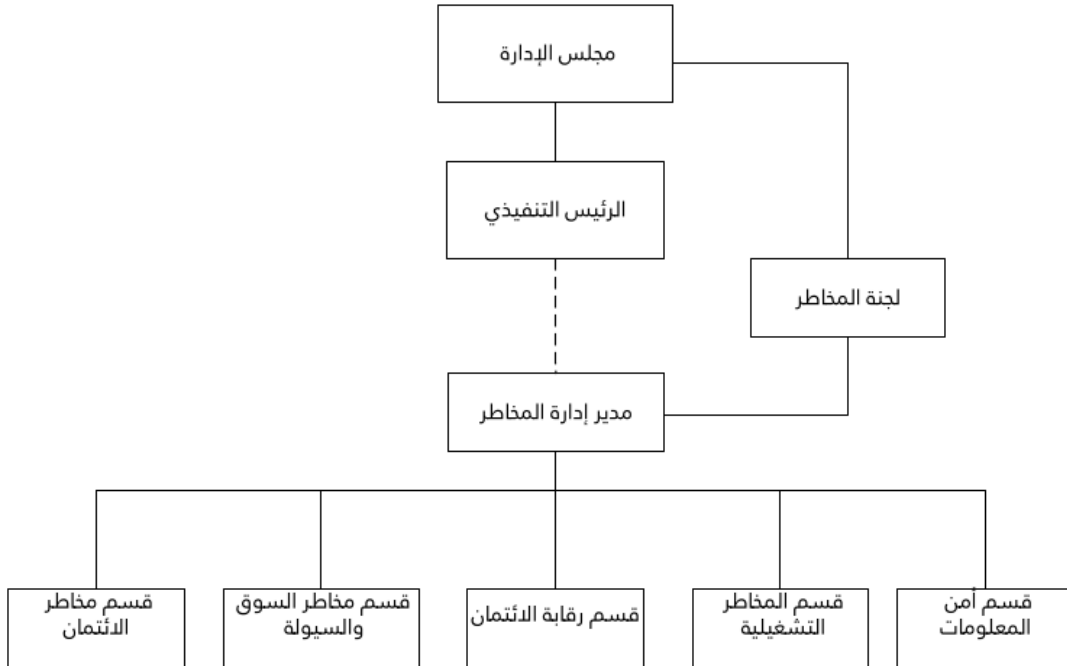 مجلس الإدارة
الرئيس التنفيذي
لجنة المخاطر
مدير إدارة المخاطر
قسم أمن
المعلومات
قسم المخاطر
التشغيلية
قسم رقابة الائتمان
قسم مخاطر السوق
والسيولة
قسم مخاطر
الائتمان